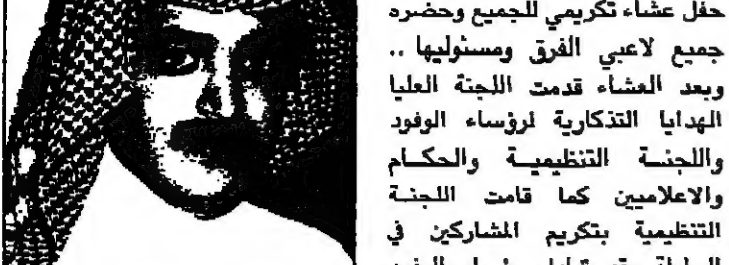 حفل عشاء تكريمي للجميع وحضره
جميع لاعبي الفرق ومسئوليها ..
وبعد العشاء قدمت اللجنة العليا
الهدايا التذكارية لرؤساء الوفود
واللجنة التنظيمية والحكام
والاعلاميين كما قامت اللجنة
التنظيمية بتكريم المشاركين في